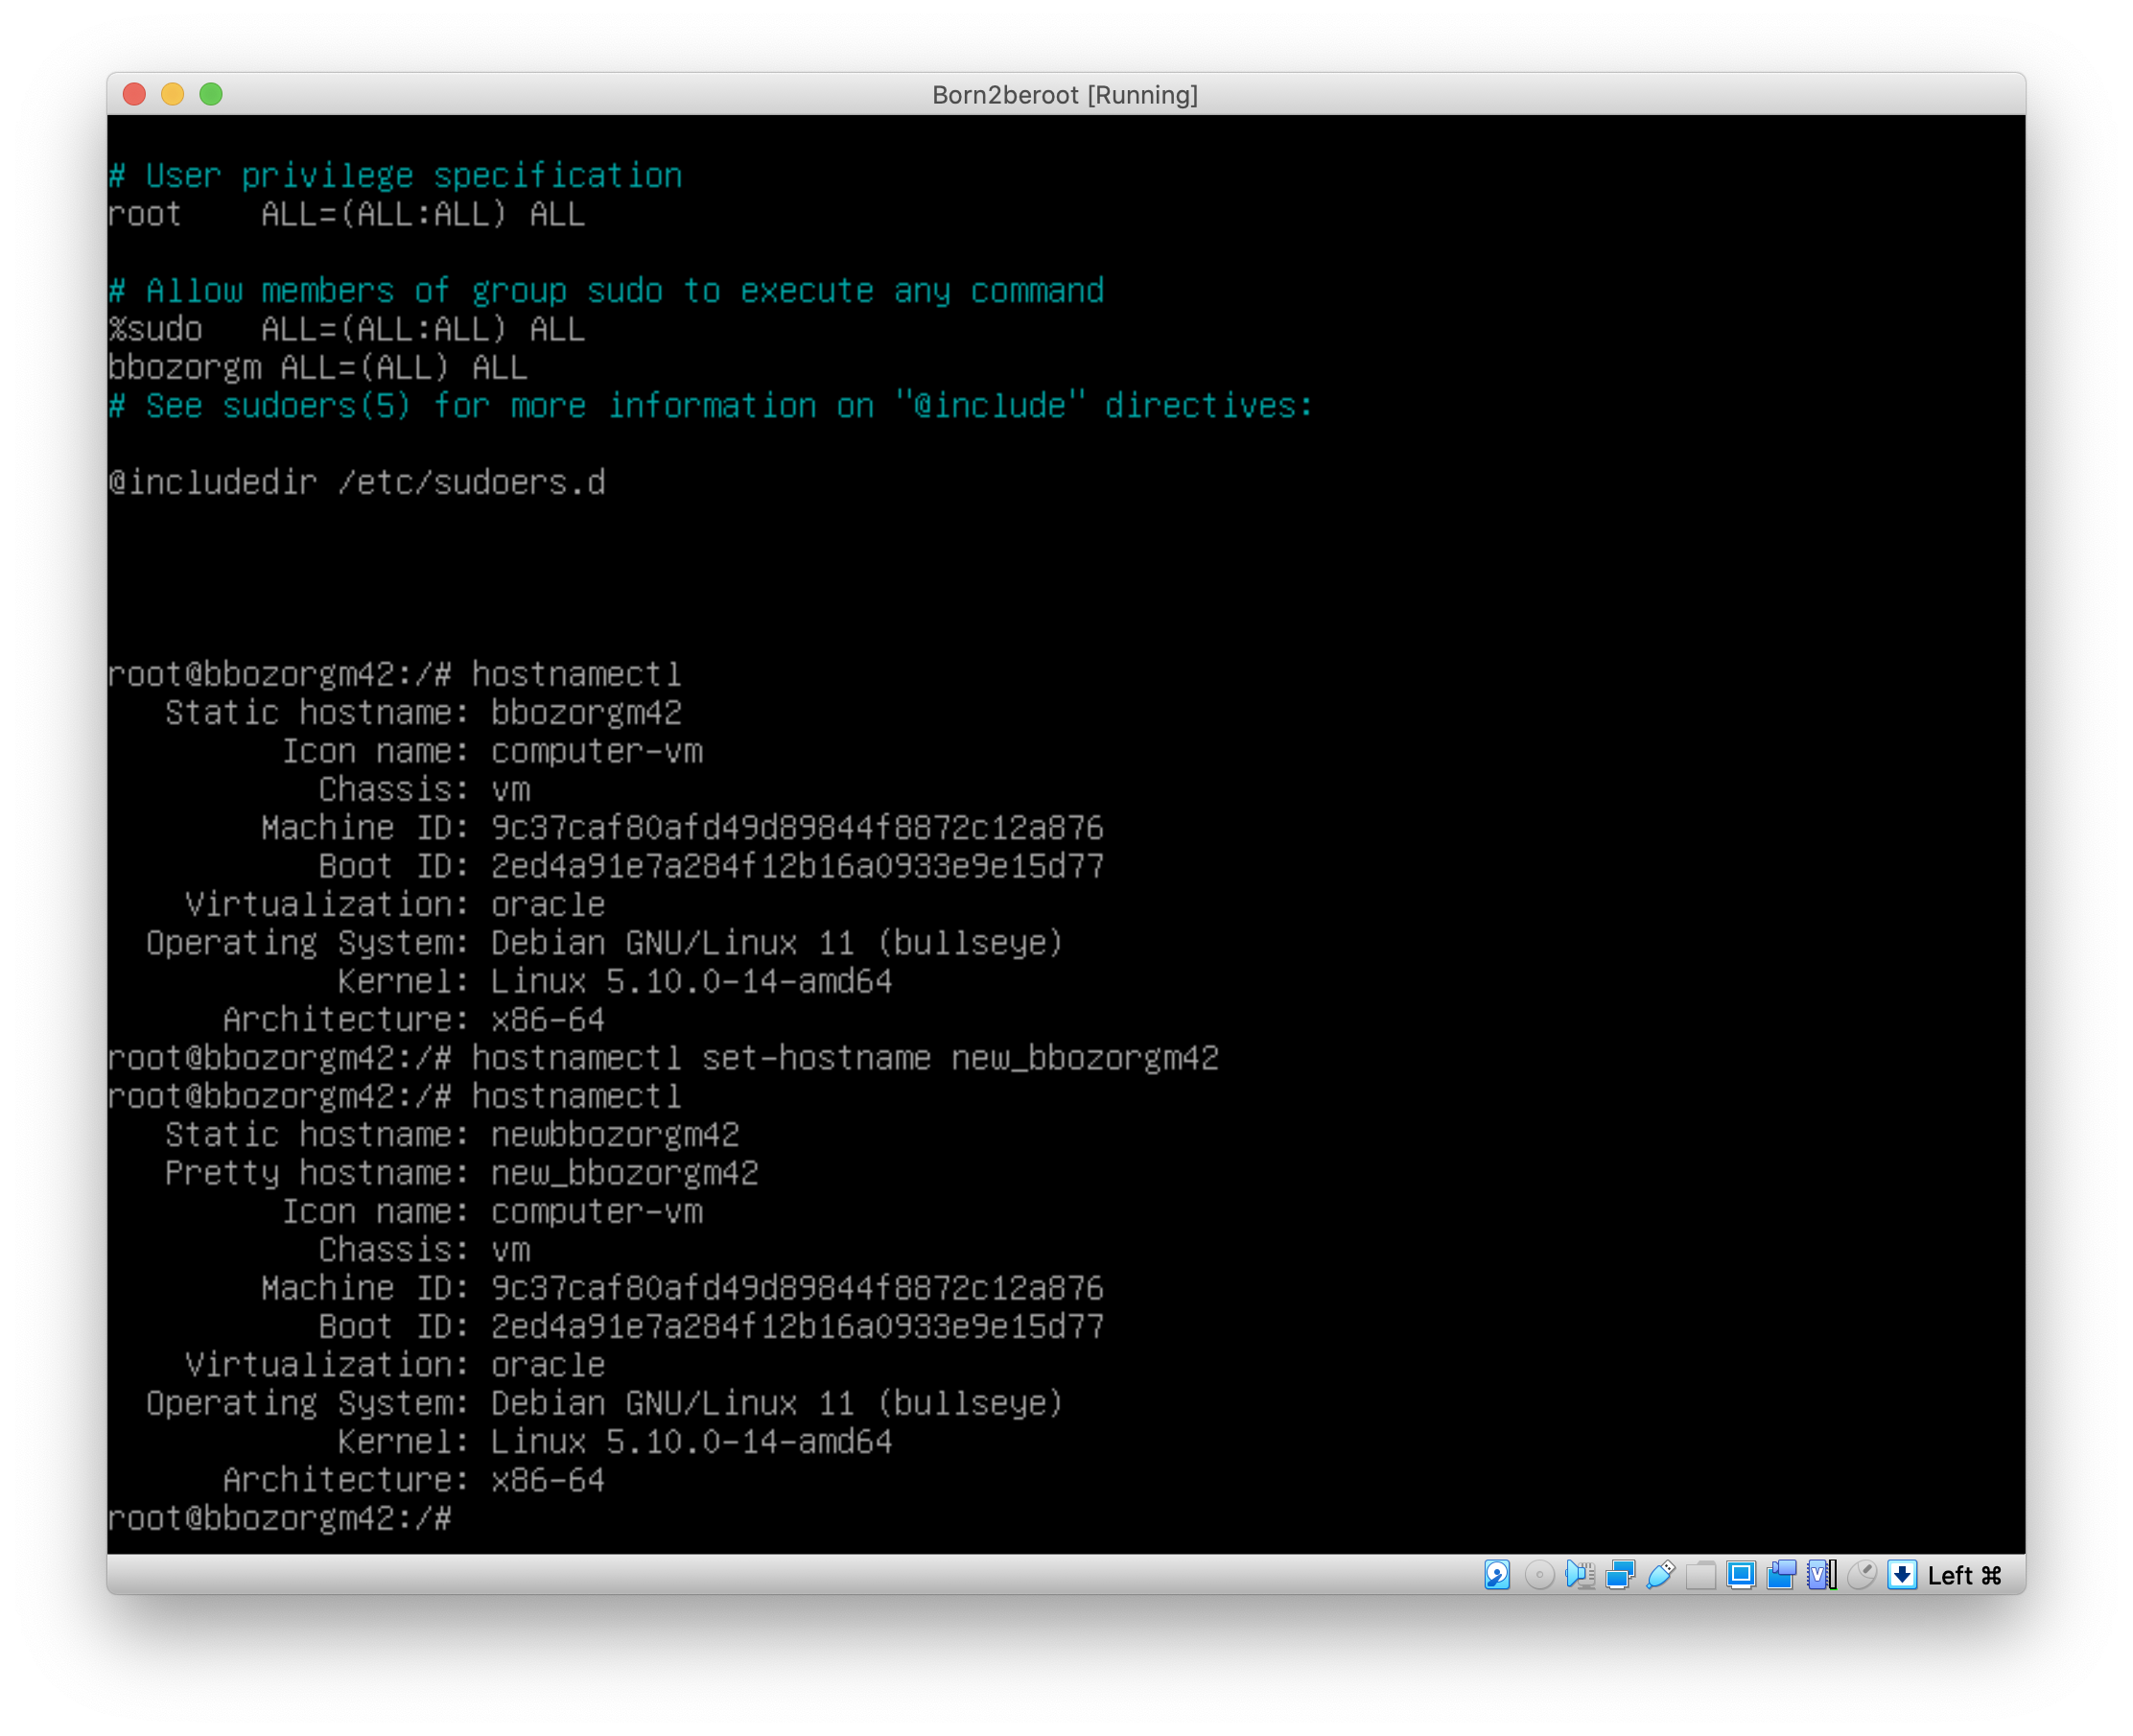 Born2beroot [Running]
# User privilege specification
root    ALL=(ALL:ALL) ALL
# Allow members of group sudo to execute any command
%sudo   ALL=(ALL:ALL) ALL
bbozorgm ALL=(ALL) ALL
# See sudoers(5) for more information on "@include" directives:
@includedir /etc/sudoers.d
root@bbozorgm42:/# hostnamectl
   Static hostname: bbozorgm42
         Icon name: computer-vm
           Chassis: vm
        Machine ID: 9c37caf80afd49d89844f8872c12a876
           Boot ID: 2ed4a91e7a284f12b16a0933e9e15d77
    Virtualization: oracle
  Operating System: Debian GNU/Linux 11 (bullseye)
            Kernel: Linux 5.10.0-14-amd64
      Architecture: x86-64
root@bbozorgm42:/# hostnamectl set-hostname new_bbozorgm42
root@bbozorgm42:/# hostnamectl
   Static hostname: newbbozorgm42
   Pretty hostname: new_bbozorgm42
         Icon name: computer-vm
           Chassis: vm
        Machine ID: 9c37caf80afd49d89844f8872c12a876
           Boot ID: 2ed4a91e7a284f12b16a0933e9e15d77
    Virtualization: oracle
  Operating System: Debian GNU/Linux 11 (bullseye)
            Kernel: Linux 5.10.0-14-amd64
      Architecture: x86-64
root@bbozorgm42:/#
Left ⌘